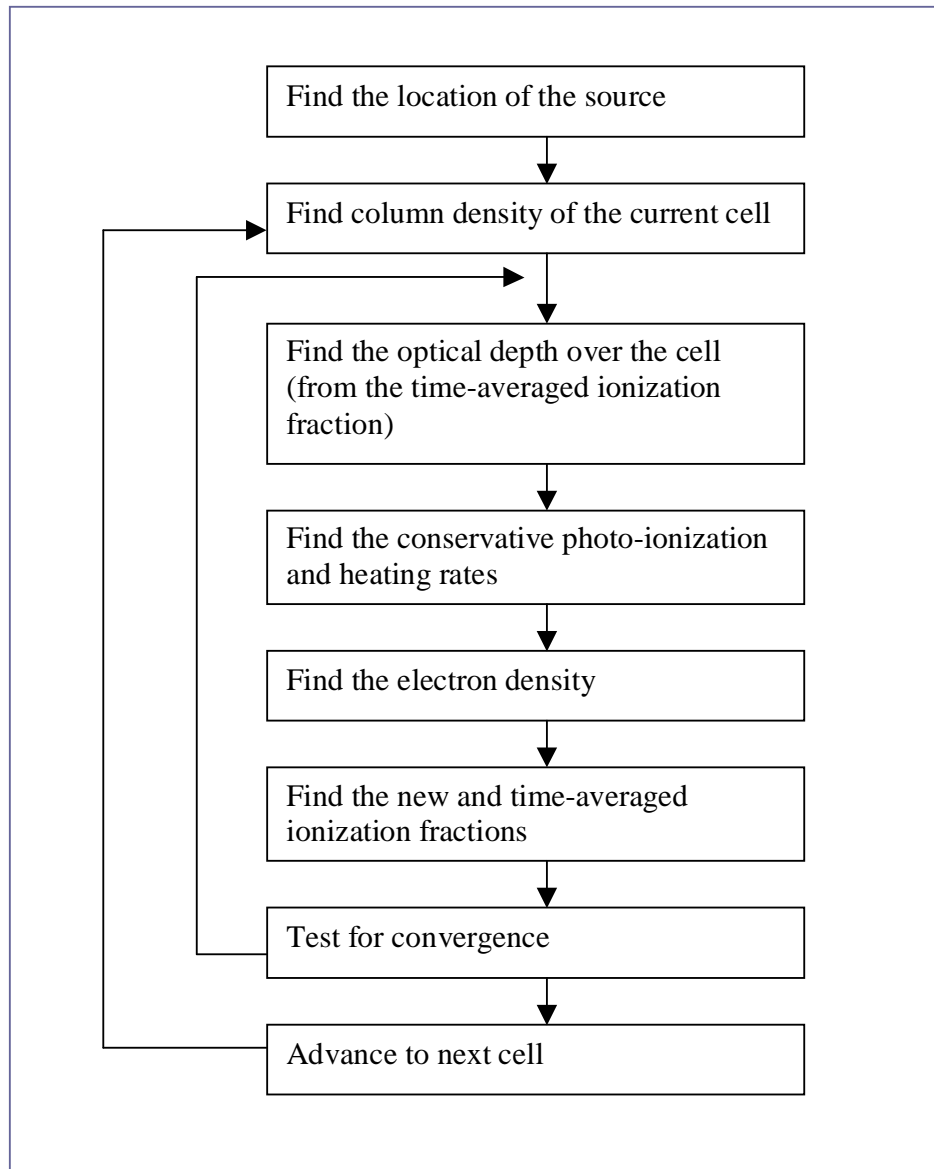 Find the location of the source
Find column density of the current cell
Find the optical depth over the cell
(from the time-averaged ionization
fraction)
Find the conservative photo-ionization
and heating rates
Find the electron density
Find the new and time-averaged
ionization fractions
Test for convergence
Advance to next cell